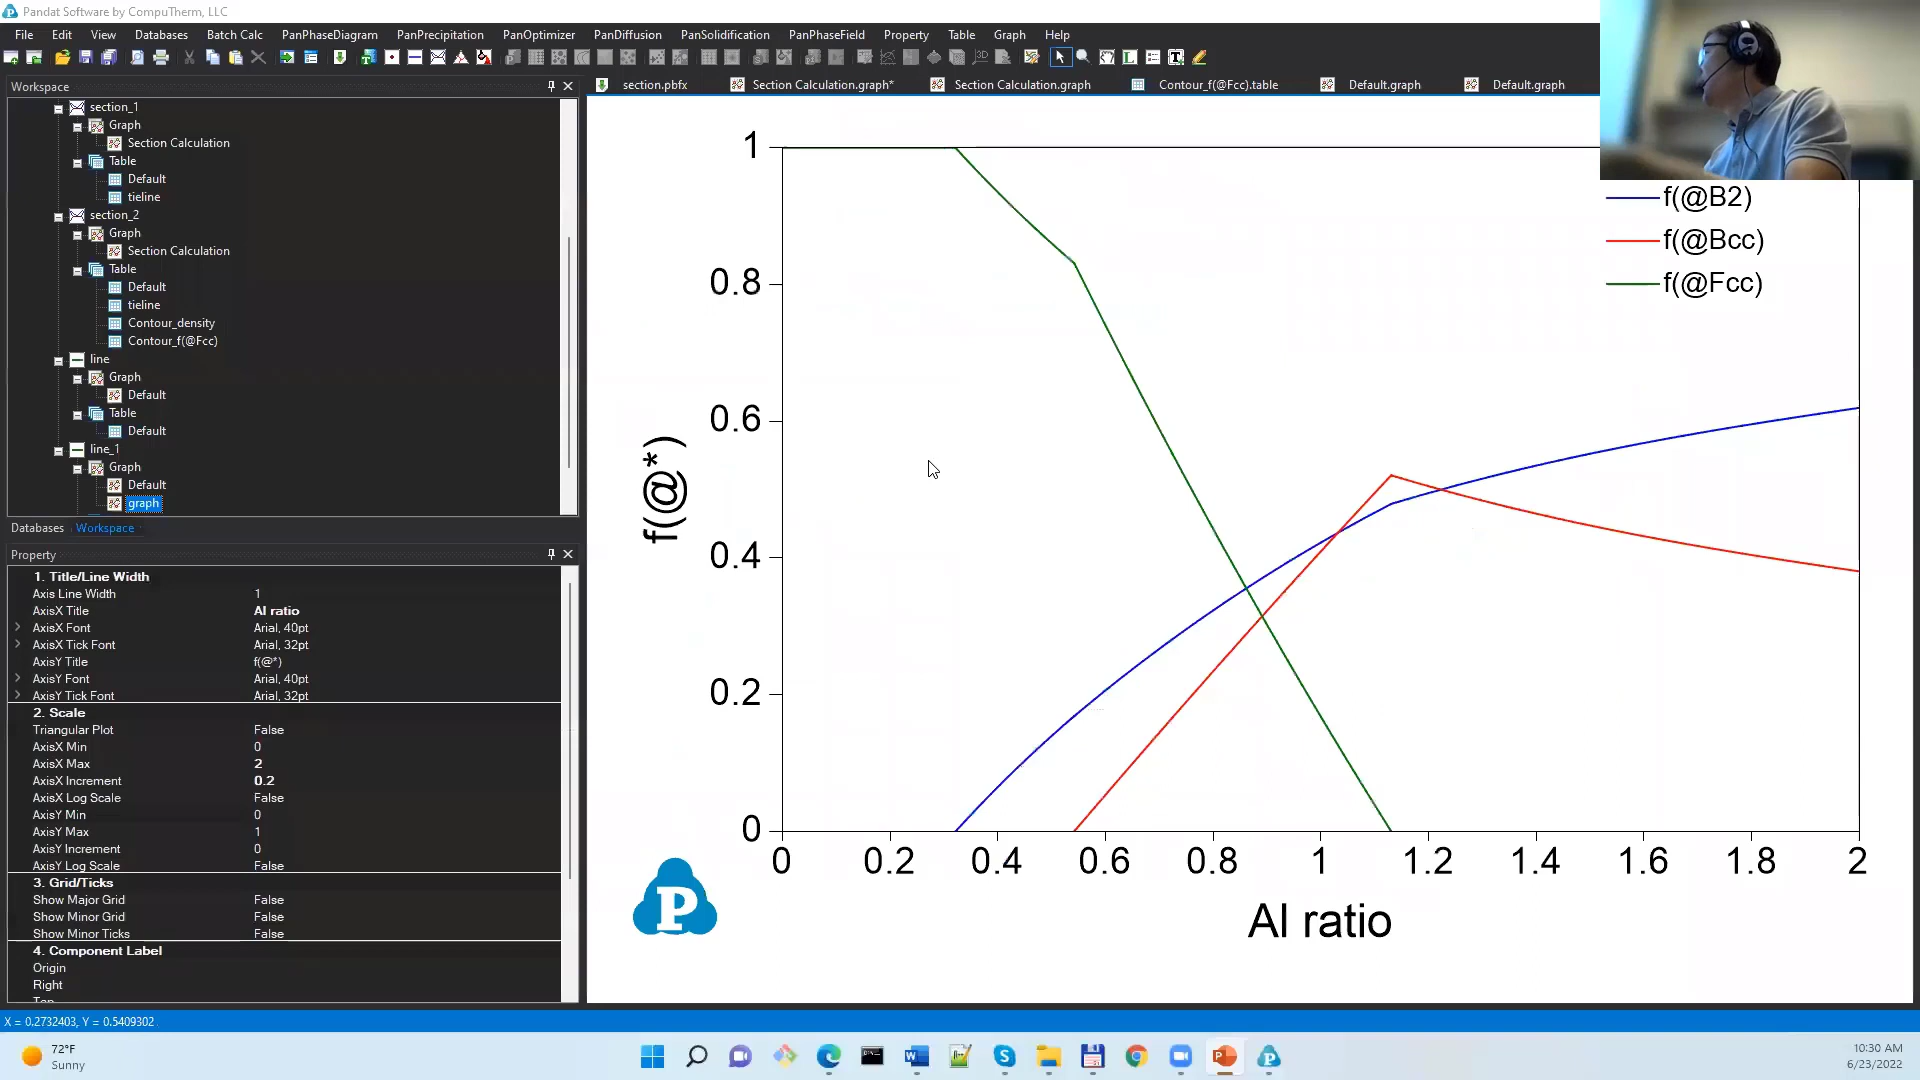 Pandat Software by CompuTherm, LLC
File Edit View Databases Batch Calc PanPhaseDiagram PanPrecipitation PanOptimizer PanDiffusion PanSolidification PanPhaseField Property Table Graph Help
Workspace
section.pbfx Section Calculation.graph* Section Calculation.graph Contour_f(@Fcc).table Default.graph Default.graph
section_1
Graph
Section Calculation
Table
Default
tieline
section_2
Graph
Section Calculation
Table
Default
tieline
Contour_density
Contour_f(@Fcc)
line
Graph
Default
Table
Default
line_1
Graph
Default
graph
Databases Workspace
Property
1. Title/Line Width
Axis Line Width 1
AxisX Title Al ratio
AxisX Font Arial, 40pt
AxisX Tick Font Arial, 32pt
AxisY Title f(@*)
AxisY Font Arial, 40pt
AxisY Tick Font Arial, 32pt
2. Scale
Triangular Plot False
AxisX Min 0
AxisX Max 2
AxisX Increment 0.2
AxisX Log Scale False
AxisY Min 0
AxisY Max 1
AxisY Increment 0
AxisY Log Scale False
3. Grid/Ticks
Show Major Grid False
Show Minor Grid False
Show Minor Ticks False
4. Component Label
Origin
Right
Top
1
0.8
0.6
0.4
0.2
0
f(@*)
f(@B2)
f(@Bcc)
f(@Fcc)
0 0.2 0.4 0.6 0.8 1 1.2 1.4 1.6 1.8 2
Al ratio
P
X = 0.2732403, Y = 0.5409302
72°F
Sunny
10:30 AM
6/23/2022